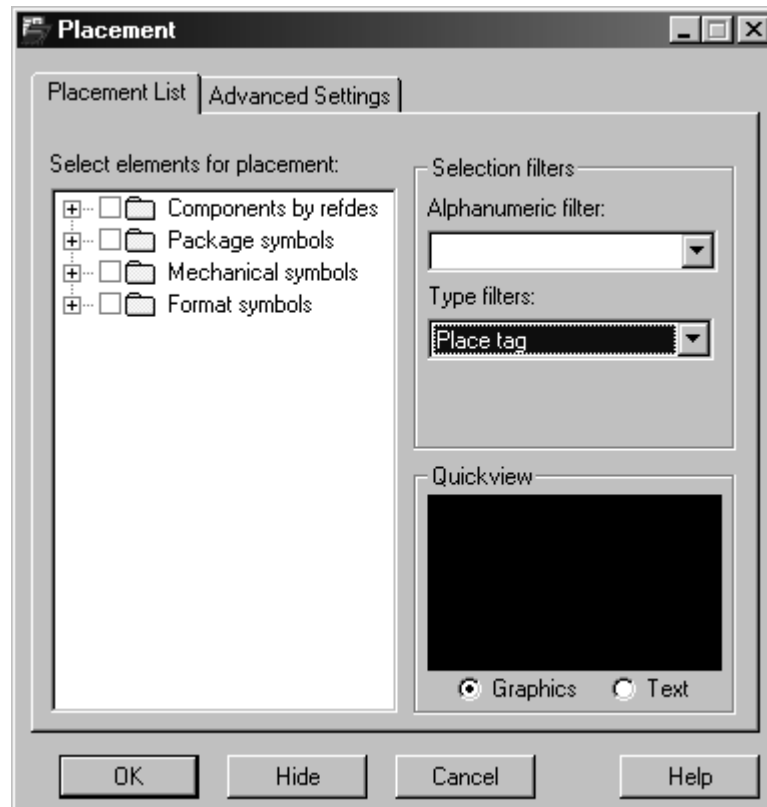 Placement
Placement List
Advanced Settings
Select elements for placement:
Components by refdes
Package symbols
Mechanical symbols
Format symbols
Selection filters
Alphanumeric filter:
Type filters:
Place tag
Quickview
Graphics
Text
OK
Hide
Cancel
Help